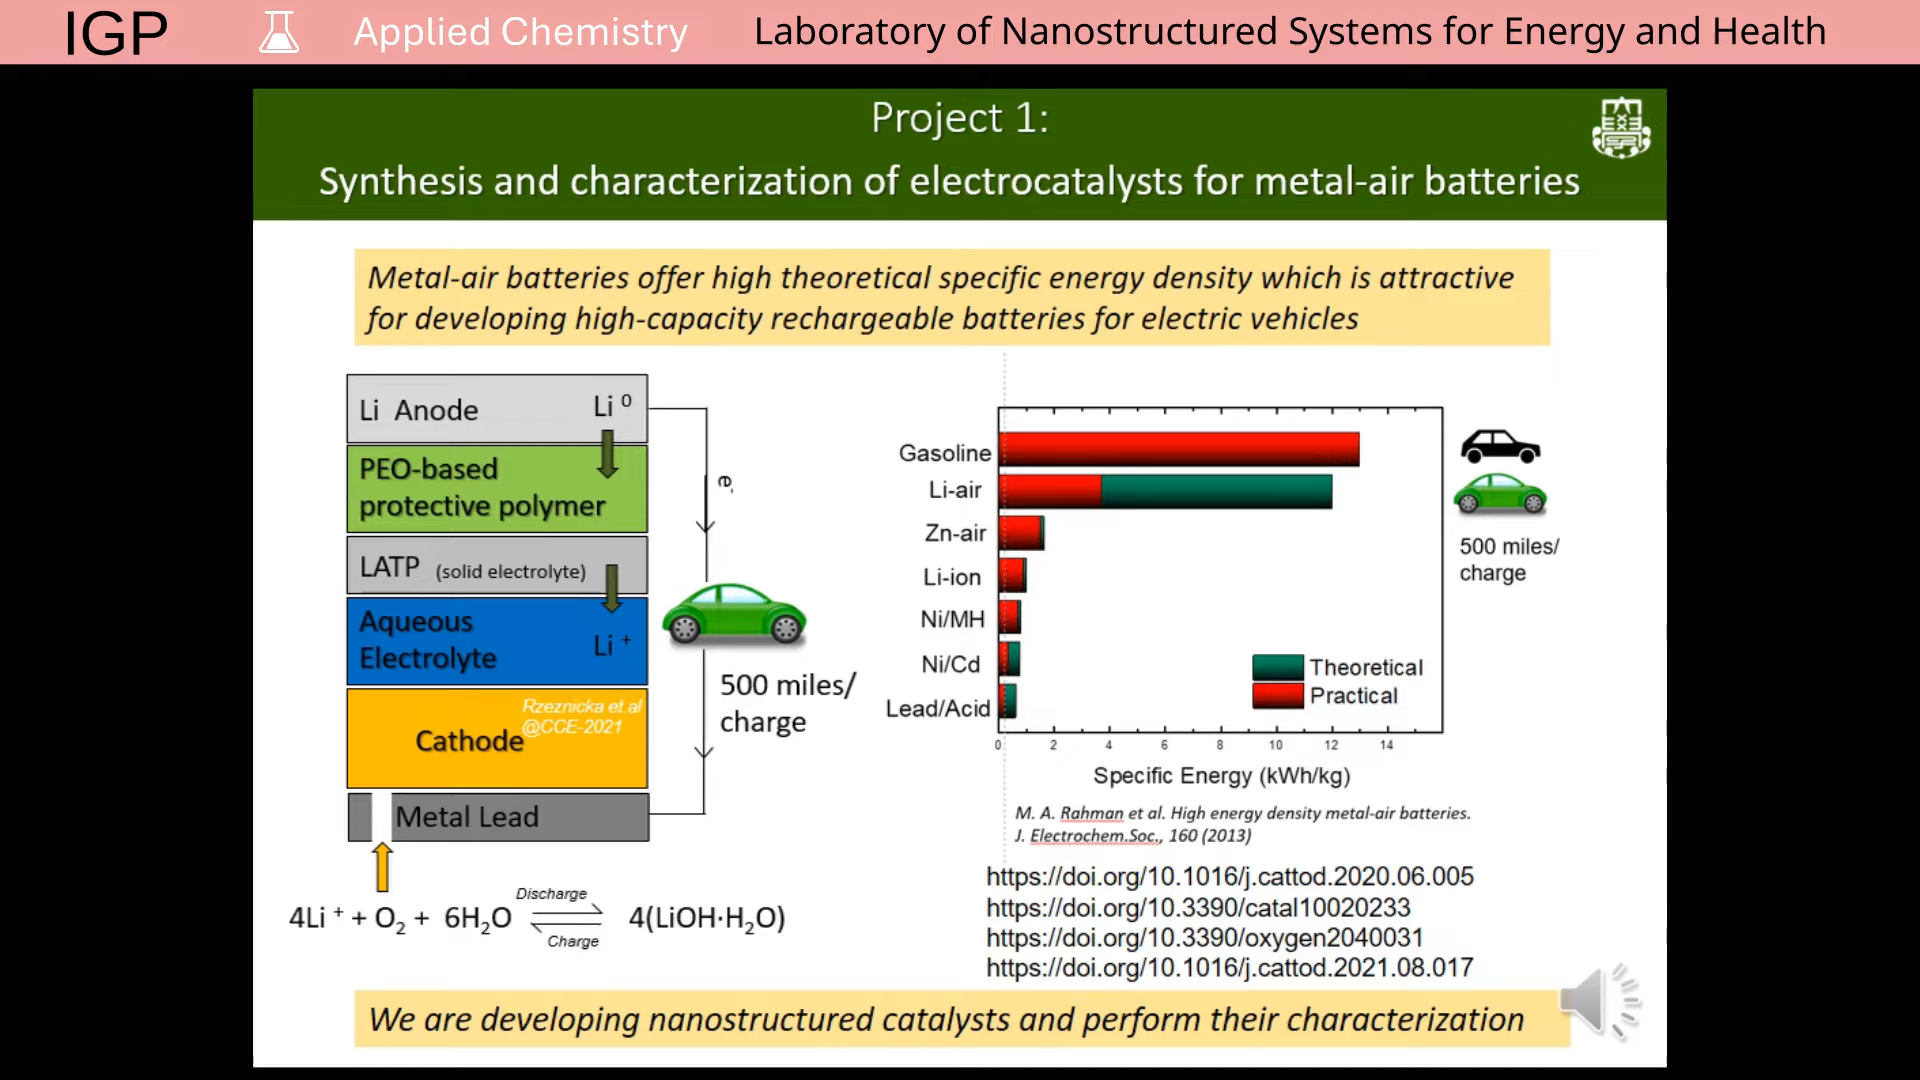 IGP
Applied Chemistry
Laboratory of Nanostructured Systems for Energy and Health
Project 1:
Synthesis and characterization of electrocatalysts for metal-air batteries
Metal-air batteries offer high theoretical specific energy density which is attractive
for developing high-capacity rechargeable batteries for electric vehicles
Li Anode Li⁰
PEO-based
protective polymer
LATP (solid electrolyte)
Aqueous
Electrolyte
Li⁺
Cathode
Rzeznicka et.al
@CCE-2021
Metal Lead
e⁻
500 miles/
charge
4Li⁺ + O₂ + 6H₂O
Discharge
Charge
4(LiOH·H₂O)
Gasoline
Li-air
Zn-air
Li-ion
Ni/MH
Ni/Cd
Lead/Acid
Theoretical
Practical
0 2 4 6 8 10 12 14
Specific Energy (kWh/kg)
500 miles/
charge
M. A. Rahman et al. High energy density metal-air batteries.
J. Electrochem.Soc., 160 (2013)
https://doi.org/10.1016/j.cattod.2020.06.005
https://doi.org/10.3390/catal10020233
https://doi.org/10.3390/oxygen2040031
https://doi.org/10.1016/j.cattod.2021.08.017
We are developing nanostructured catalysts and perform their characterization